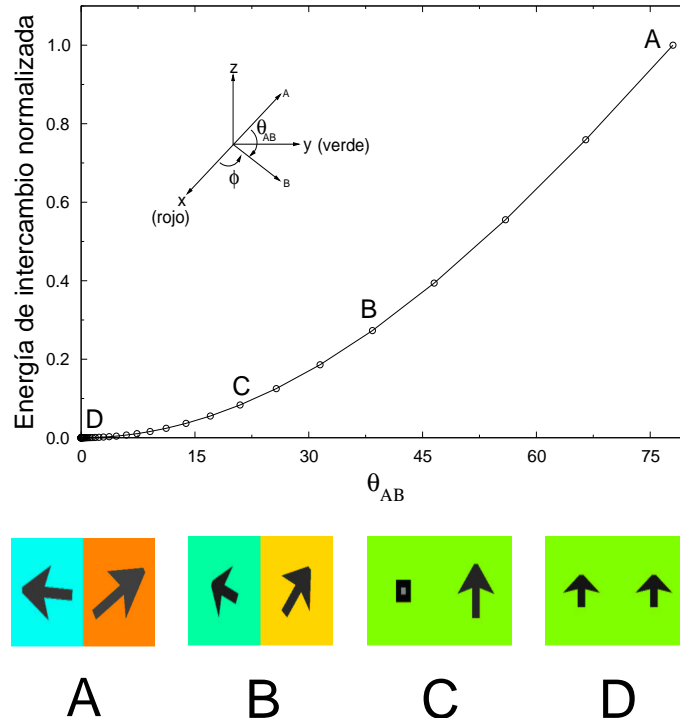 Energía de intercambio normalizada
1.0
0.8
0.6
0.4
0.2
0.0
0
15
30
45
60
75
θAB
A
B
C
D
z
A
θAB
y (verde)
B
ϕ
x
(rojo)
A B C D